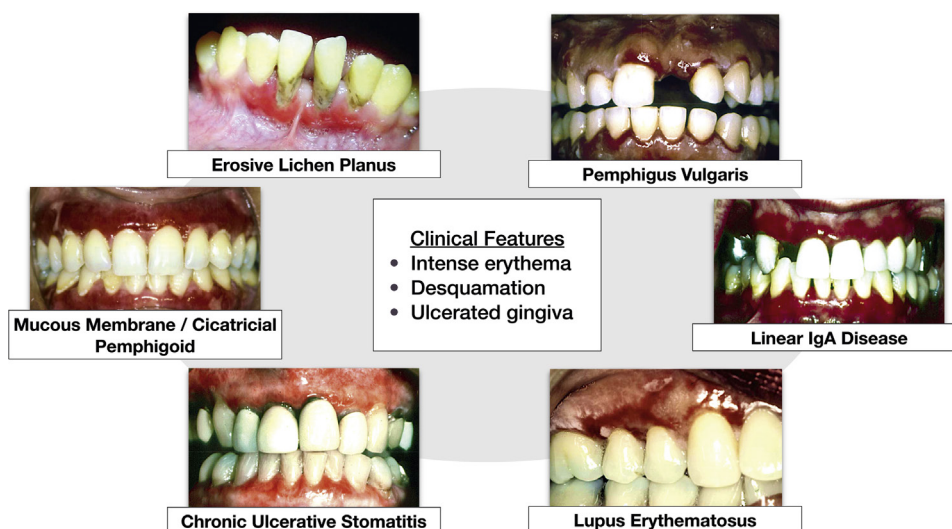 Erosive Lichen Planus
Pemphigus Vulgaris
Clinical Features
• Intense erythema
• Desquamation
• Ulcerated gingiva
Mucous Membrane / Cicatricial
Pemphigoid
Linear IgA Disease
Chronic Ulcerative Stomatitis
Lupus Erythematosus